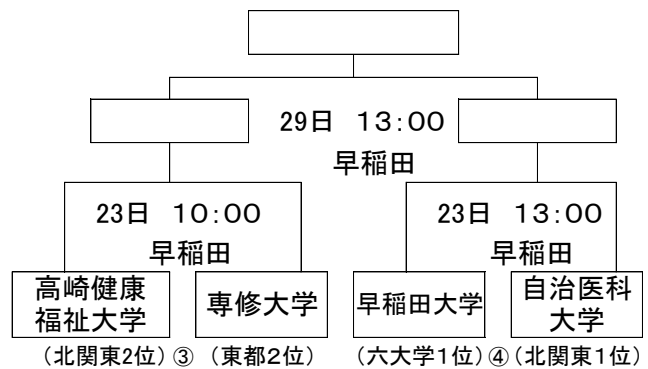 29日 13:00
早稲田
23日 10:00
早稲田
23日 13:00
早稲田
高崎健康
福祉大学
専修大学
早稲田大学
自治医科
大学
(北関東2位)③(東都2位)
(六大学1位)④(北関東1位)